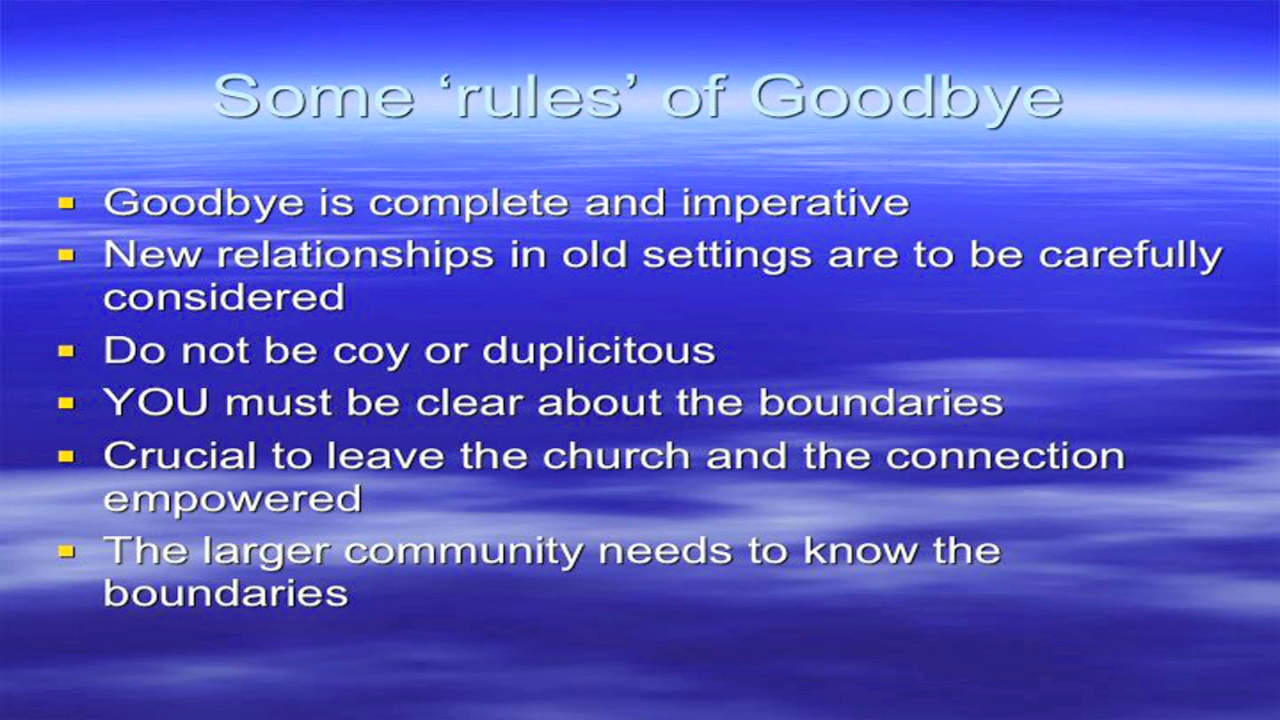 Some ‘rules’ of Goodbye
Goodbye is complete and imperative
New relationships in old settings are to be carefully
considered
Do not be coy or duplicitous
YOU must be clear about the boundaries
Crucial to leave the church and the connection
empowered
The larger community needs to know the
boundaries